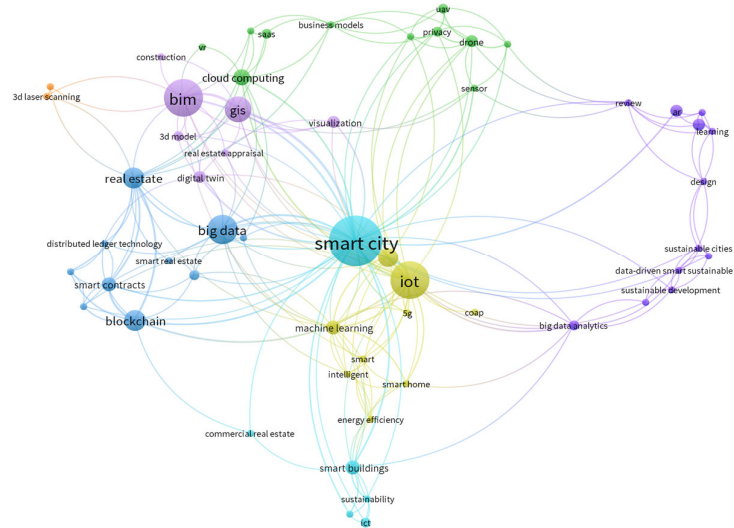 uav
business models
saas
privacy
drone
vr
construction
cloud computing
sensor
3d laser scanning
bim
gis
review
ar
visualization
learning
3d model
real estate appraisal
real estate
digital twin
design
big data
smart city
distributed ledger technology
sustainable cities
smart real estate
data-driven smart sustainable
iot
smart contracts
sustainable development
5g
coap
blockchain
machine learning
big data analytics
smart
intelligent
smart home
energy efficiency
commercial real estate
smart buildings
sustainability
ict